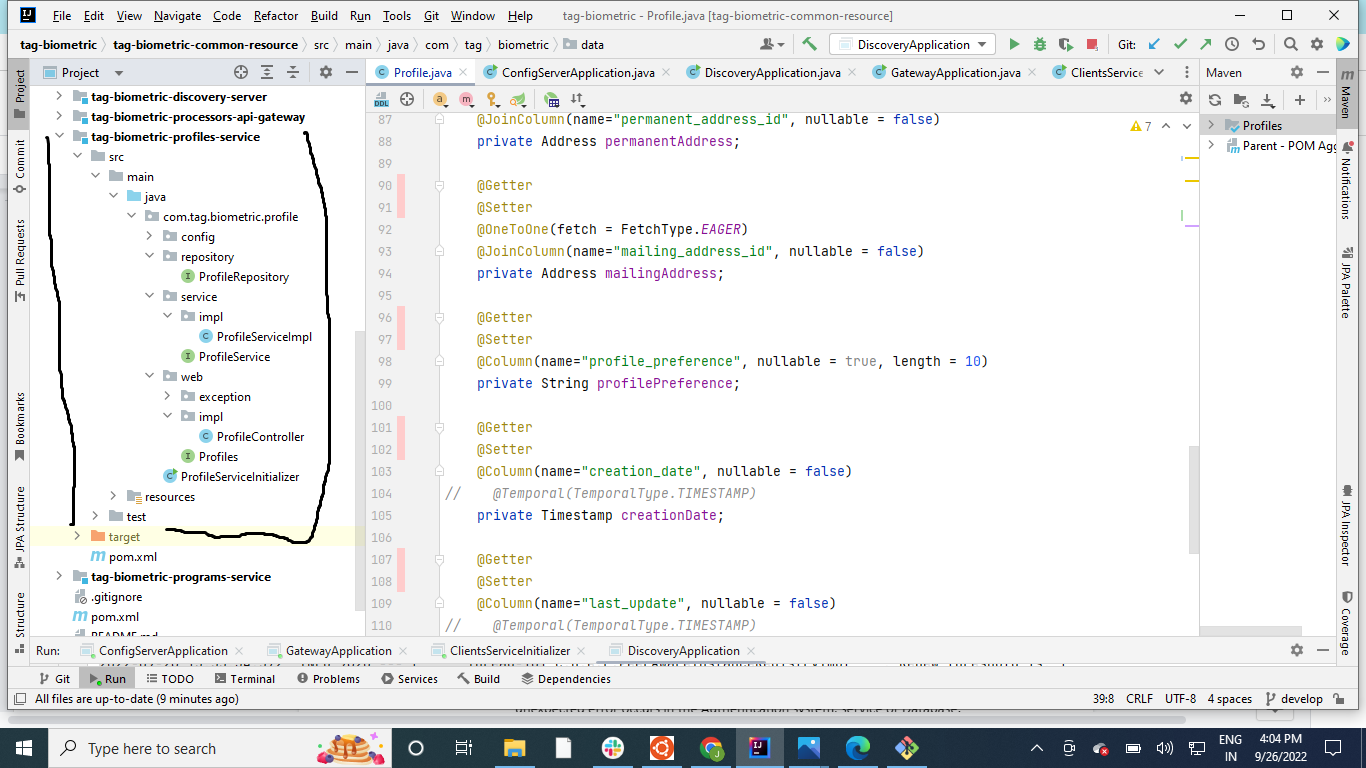 File Edit View Navigate Code Refactor Build Run Tools Git Window Help tag-biometric - Profile.java [tag-biometric-common-resource]
tag-biometric tag-biometric-common-resource src main java com tag biometric data DiscoveryApplication Git:
Project Profile.java ConfigServerApplication.java DiscoveryApplication.java GatewayApplication.java ClientsService Maven
Project
Commit
Pull Requests
Bookmarks
JPA Structure
Structure
tag-biometric-discovery-server
tag-biometric-processors-api-gateway
tag-biometric-profiles-service
src
main
java
com.tag.biometric.profile
config
repository
ProfileRepository
service
impl
ProfileServiceImpl
ProfileService
web
exception
impl
ProfileController
Profiles
ProfileServiceInitializer
resources
test
target
pom.xml
tag-biometric-programs-service
.gitignore
pom.xml
README.md
DDL
7
87 @JoinColumn(name="permanent_address_id", nullable = false)
88 private Address permanentAddress;
89
90 @Getter
91 @Setter
92 @OneToOne(fetch = FetchType.EAGER)
93 @JoinColumn(name="mailing_address_id", nullable = false)
94 private Address mailingAddress;
95
96 @Getter
97 @Setter
98 @Column(name="profile_preference", nullable = true, length = 10)
99 private String profilePreference;
100
101 @Getter
102 @Setter
103 @Column(name="creation_date", nullable = false)
104 // @Temporal(TemporalType.TIMESTAMP)
105 private Timestamp creationDate;
106
107 @Getter
108 @Setter
109 @Column(name="last_update", nullable = false)
110 // @Temporal(TemporalType.TIMESTAMP)
Profiles
Parent - POM Agg
Maven
Notifications
JPA Palette
JPA Inspector
Coverage
Run: ConfigServerApplication GatewayApplication ClientsServiceInitializer DiscoveryApplication
Git Run TODO Terminal Problems Services Build Dependencies
All files are up-to-date (9 minutes ago) 39:8 CRLF UTF-8 4 spaces develop
Type here to search
ENG
IN
4:04 PM
9/26/2022